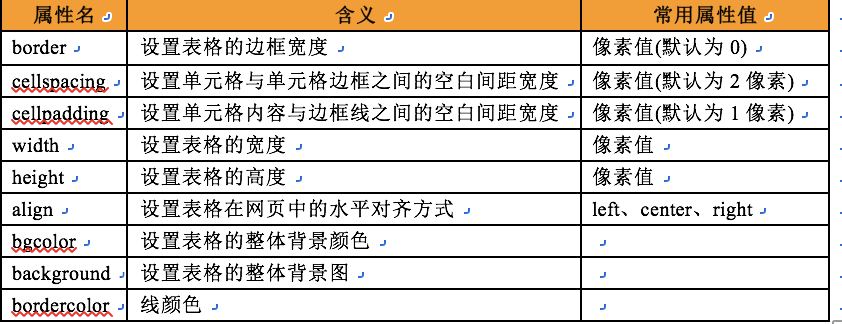 属性名 含义 常用属性值
border 设置表格的边框宽度 像素值(默认为 0)
cellspacing 设置单元格与单元格边框之间的空白间距宽度 像素值(默认为 2 像素)
cellpadding 设置单元格内容与边框线之间的空白间距宽度 像素值(默认为 1 像素)
width 设置表格的宽度 像素值
height 设置表格的高度 像素值
align 设置表格在网页中的水平对齐方式 left、center、right
bgcolor 设置表格的整体背景颜色
background 设置表格的整体背景图
bordercolor 线颜色